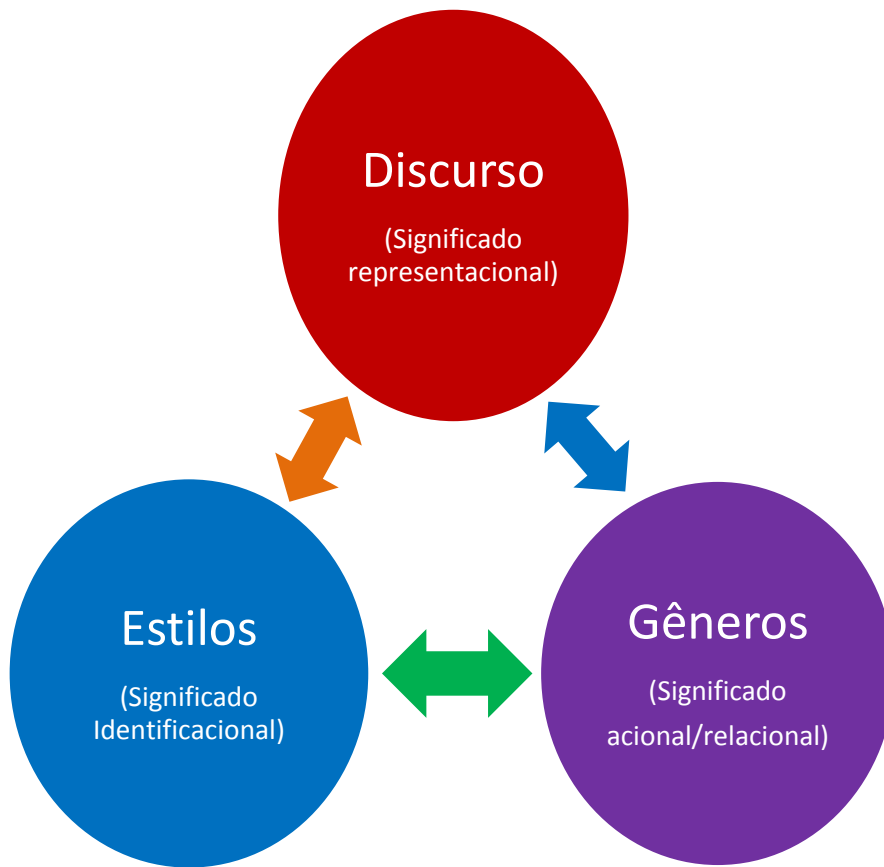 Discurso
(Significado
representacional)
Estilos
(Significado
Identificacional)
Gêneros
(Significado
acional/relacional)